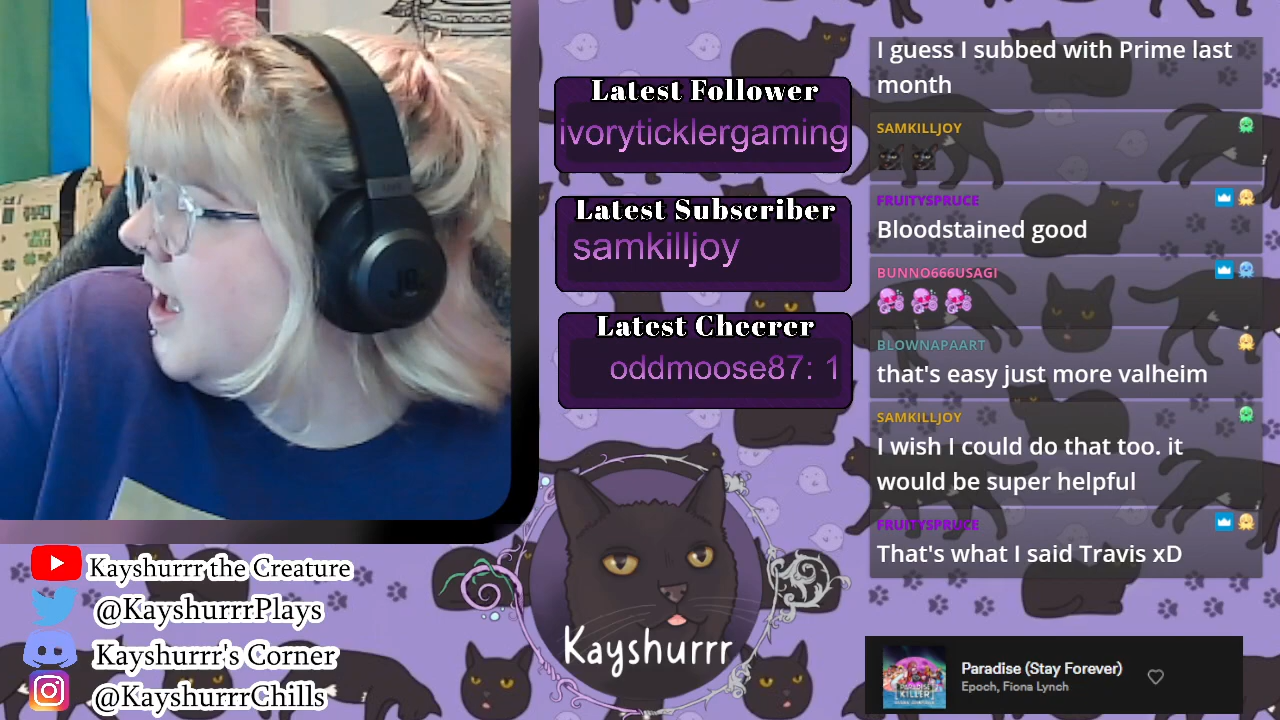 Latest Follower
ivoryticklergaming
Latest Subscriber
samkilljoy
Latest Cheerer
oddmoose87: 1
I guess I subbed with Prime last
month
SAMKILLJOY
FRUITYSPRUCE
Bloodstained good
BUNNO666USAGI
BLOWNAPAART
that's easy just more valheim
SAMKILLJOY
I wish I could do that too. it
would be super helpful
FRUITYSPRUCE
That's what I said Travis xD
Kayshurrr the Creature
@KayshurrrPlays
Kayshurrr's Corner
@KayshurrrChills
Kayshurrr
PARADISE
KILLER
Paradise (Stay Forever)
Epoch, Fiona Lynch
JBL